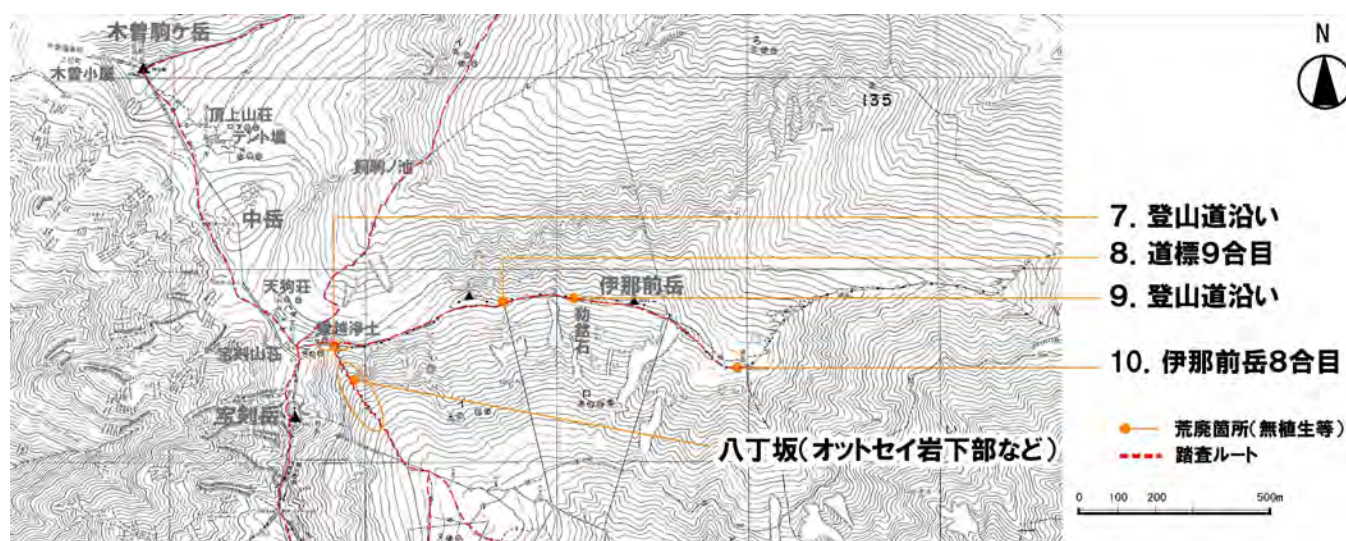 木曽駒ケ岳
木曽小屋
頂上山荘
テント場
駒飼ノ池
中岳
天狗荘
乗越浄土
宝剣山荘
宝剣岳
伊那前岳
勒銘石
135
N
7. 登山道沿い
8. 道標9合目
9. 登山道沿い
10. 伊那前岳8合目
八丁坂(オットセイ岩下部など)
荒廃箇所(無植生等)
踏査ルート
0 100 200 500m